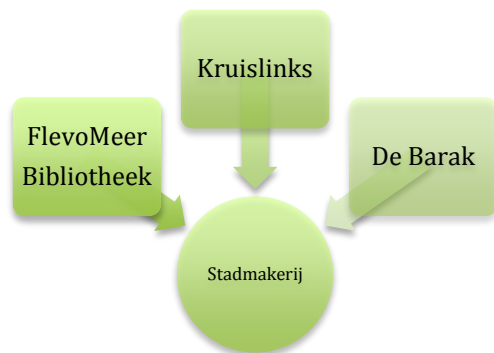 Kruislinks
FlevoMeer
Bibliotheek
De Barak
Stadmakerij